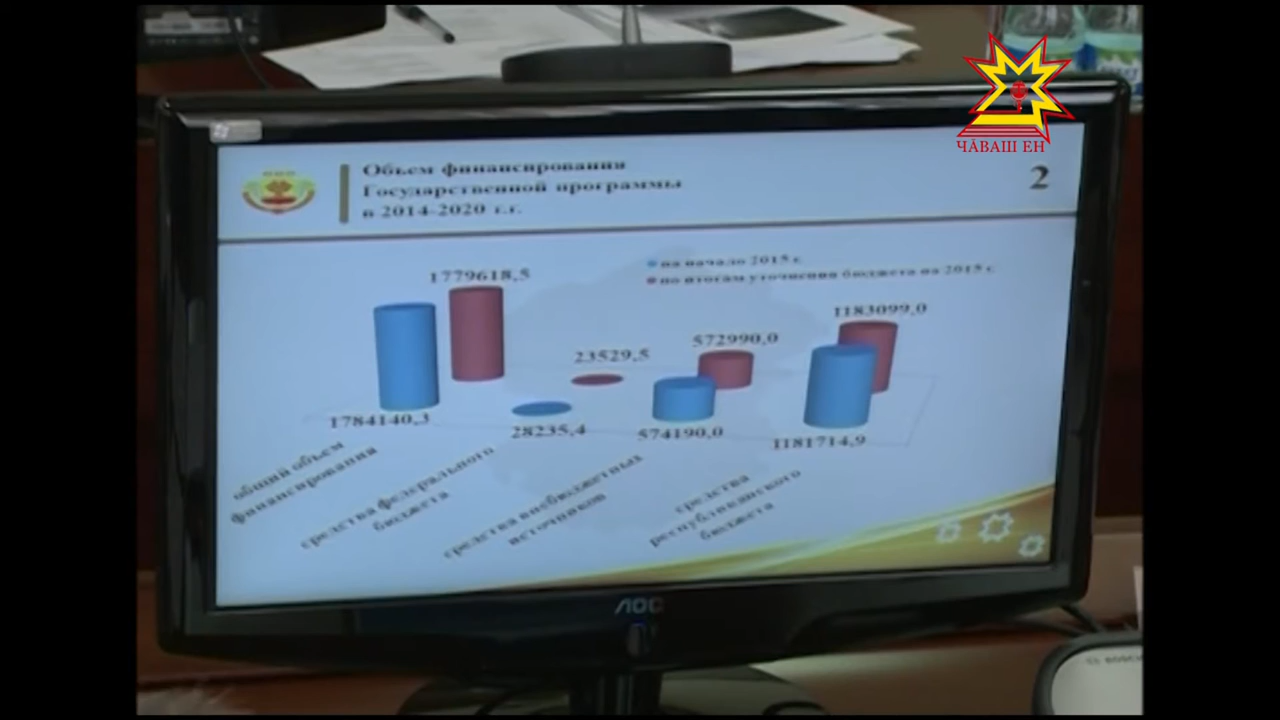 ЧӐВАШ ЕН
Объем финансирования
Государственной программы
в 2014-2020 г.г.
2
на начало 2015 г.
по итогам уточнения бюджета на 2015 г.
1779618,5
23529,5
572990,0
1183099,0
1784140,3
28235,4
574190,0
1181714,9
общий объем
финансирования
средства федерального
бюджета
средства внебюджетных
источников
средства
республиканского
бюджета
AOC